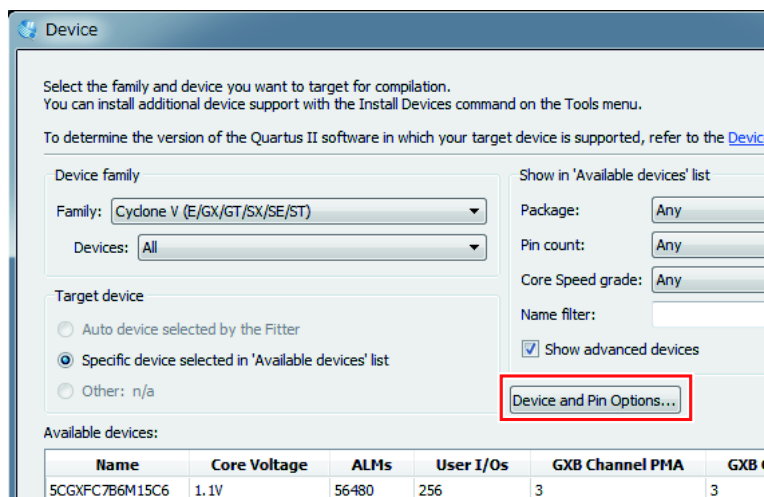 Device
Select the family and device you want to target for compilation.
You can install additional device support with the Install Devices command on the Tools menu.
To determine the version of the Quartus II software in which your target device is supported, refer to the Devic
Device family
Family: Cyclone V (E/GX/GT/SX/SE/ST)
Devices: All
Show in 'Available devices' list
Package: Any
Pin count: Any
Core Speed grade: Any
Name filter:
Show advanced devices
Target device
Auto device selected by the Fitter
Specific device selected in 'Available devices' list
Other: n/a
Device and Pin Options...
Available devices:
Name Core Voltage ALMs User I/Os GXB Channel PMA GXB
5CGXFC7B6M15C6 1.1V 56480 256 3 3